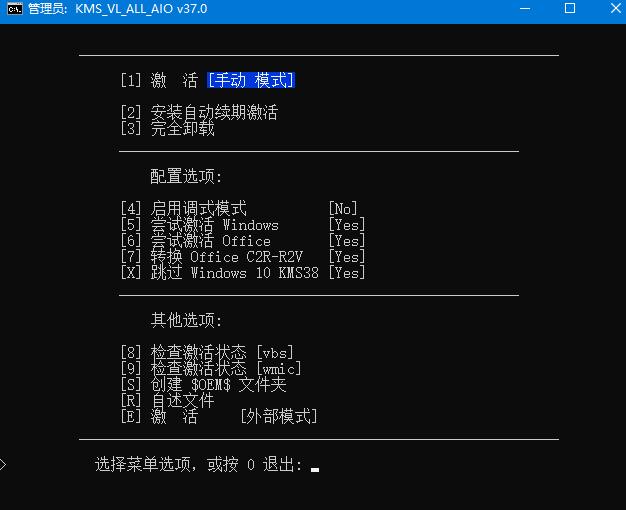 管理员: KMS_VL_ALL_AIO v37.0
[1] 激 活 [手动 模式]
[2] 安装自动续期激活
[3] 完全卸载
配置选项:
[4] 启用调式模式 [No]
[5] 尝试激活 Windows [Yes]
[6] 尝试激活 Office [Yes]
[7] 转换 Office C2R-R2V [Yes]
[X] 跳过 Windows 10 KMS38 [Yes]
其他选项:
[8] 检查激活状态 [vbs]
[9] 检查激活状态 [wmic]
[S] 创建 $OEM$ 文件夹
[R] 自述文件
[E] 激 活 [外部模式]
选择菜单选项, 或按 0 退出: